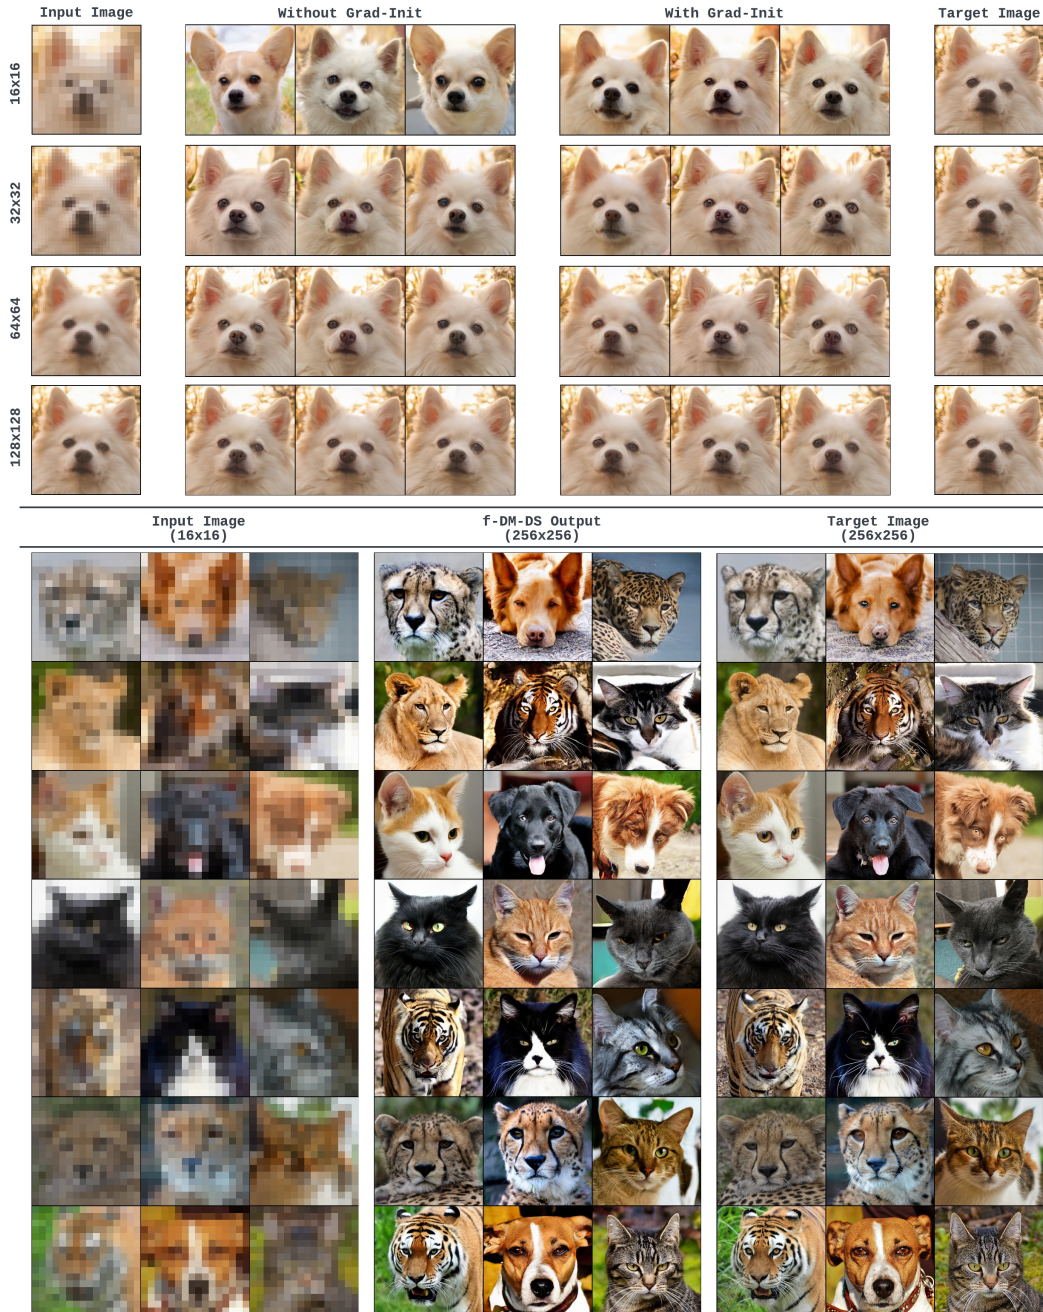 Input Image
Without Grad-Init
With Grad-Init
Target Image
16x16
32x32
64x64
128x128
Input Image
(16x16)
f-DM-DS Output
(256x256)
Target Image
(256x256)